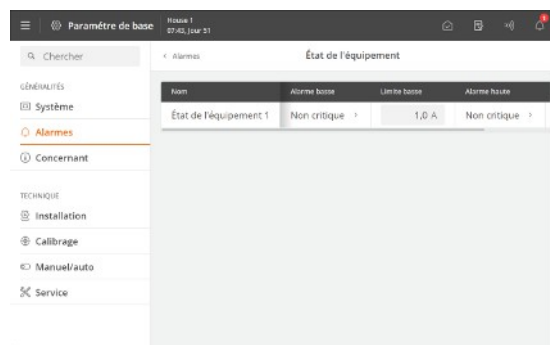 Paramétre de base
House 1
07:43, Jour 51
Chercher
Alarmes
État de l'équipement
GÉNÉRALITÉS
Système
Alarmes
Concernant
TECHNIQUE
Installation
Calibrage
Manuel/auto
Service
Nom Alarme basse Limite basse Alarme haute
État de l'équipement 1 Non critique 1,0 A Non critique